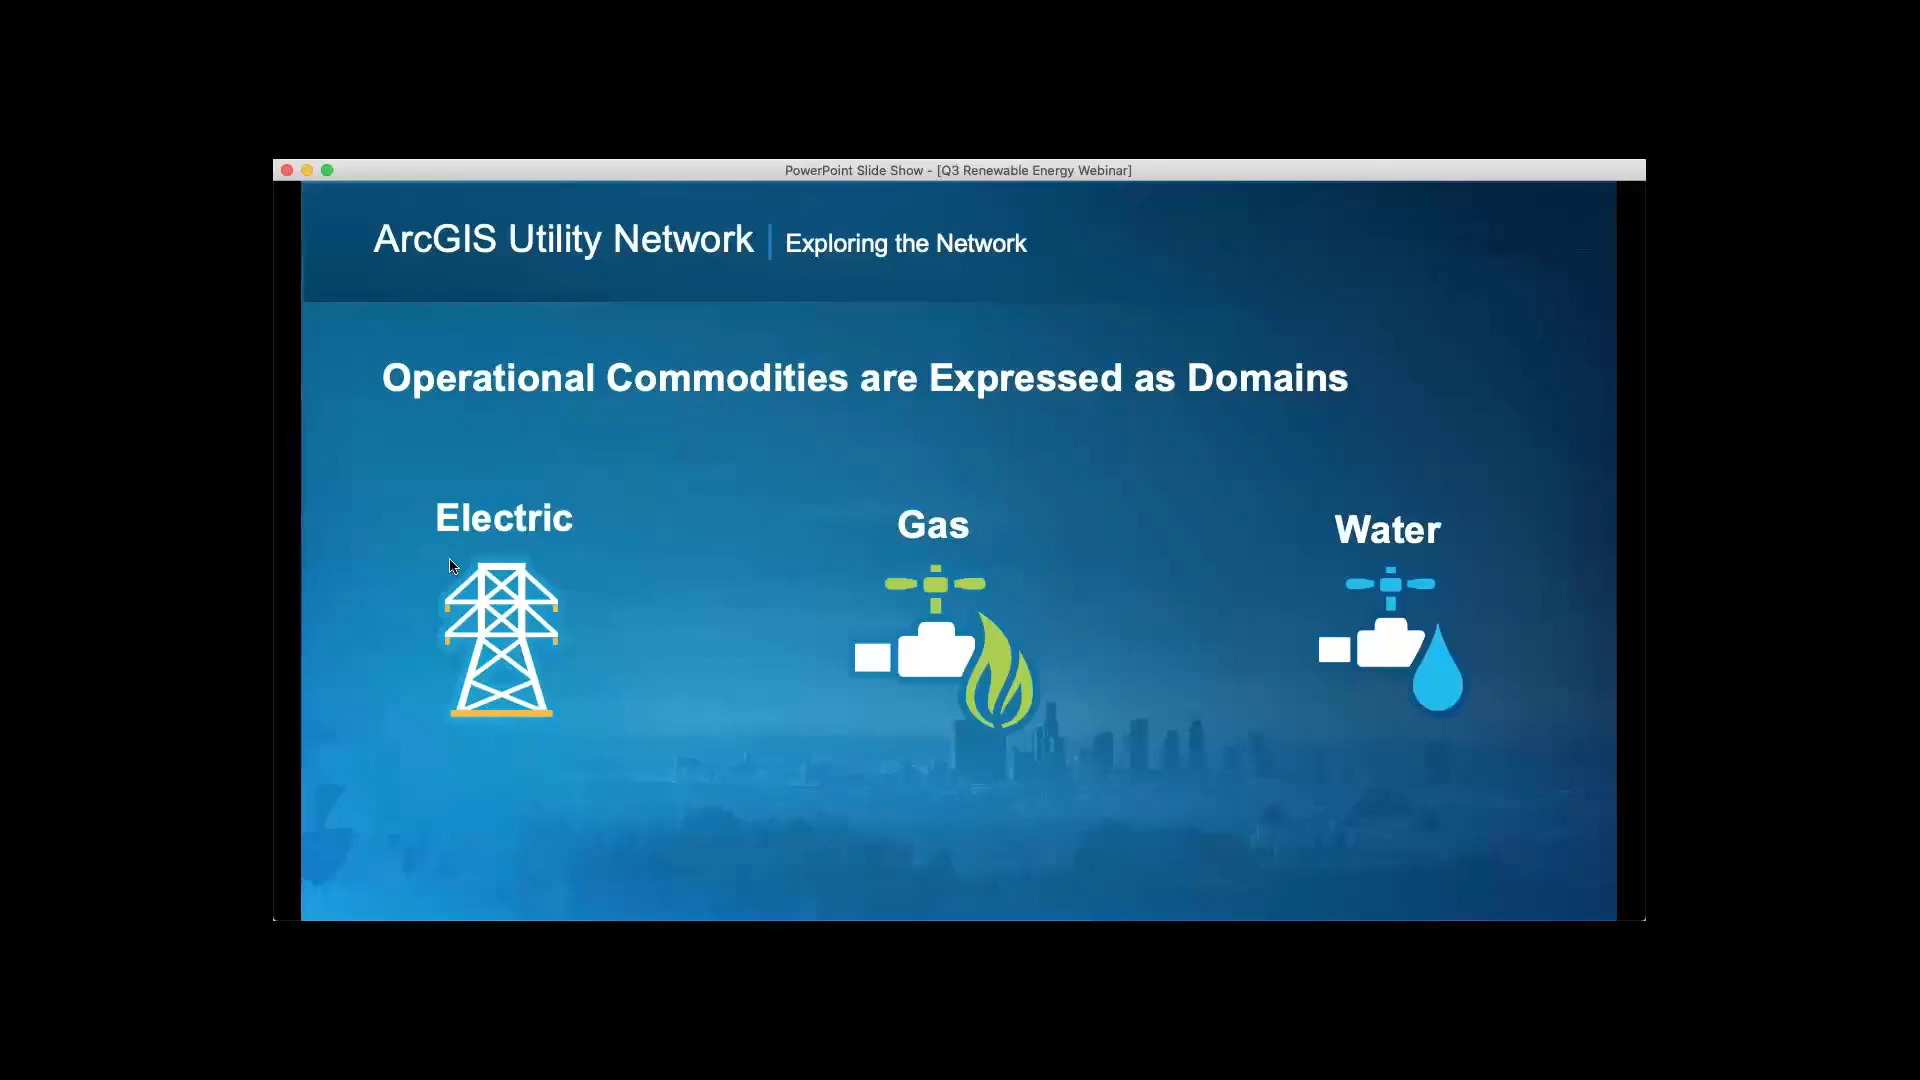 PowerPoint Slide Show - [Q3 Renewable Energy Webinar]
ArcGIS Utility Network | Exploring the Network
Operational Commodities are Expressed as Domains
Electric
Gas
Water